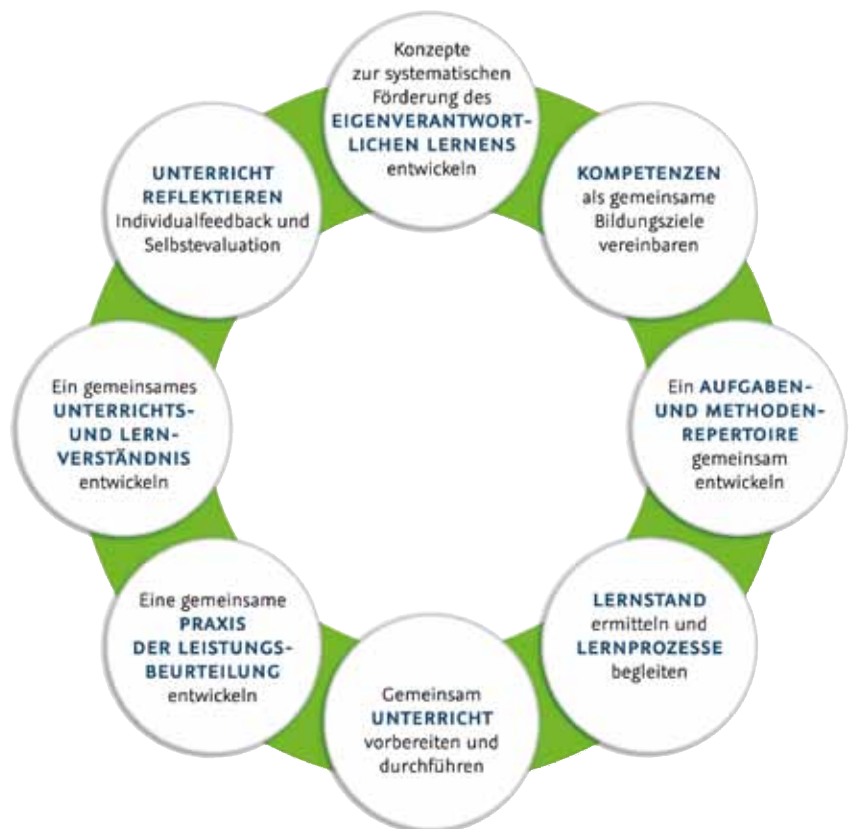 Konzepte
zur systematischen
Förderung des
EIGENVERANTWORT-
LICHEN LERNENS
entwickeln
KOMPETENZEN
als gemeinsame
Bildungsziele
vereinbaren
Ein AUFGABEN-
UND METHODEN-
REPERTOIRE
gemeinsam
entwickeln
LERNSTAND
ermitteln und
LERNPROZESSE
begleiten
Gemeinsam
UNTERRICHT
vorbereiten und
durchführen
Eine gemeinsame
PRAXIS
DER LEISTUNGS-
BEURTEILUNG
entwickeln
Ein gemeinsames
UNTERRICHTS-
UND LERN-
VERSTÄNDNIS
entwickeln
UNTERRICHT
REFLEKTIEREN
Individualfeedback und
Selbstevaluation